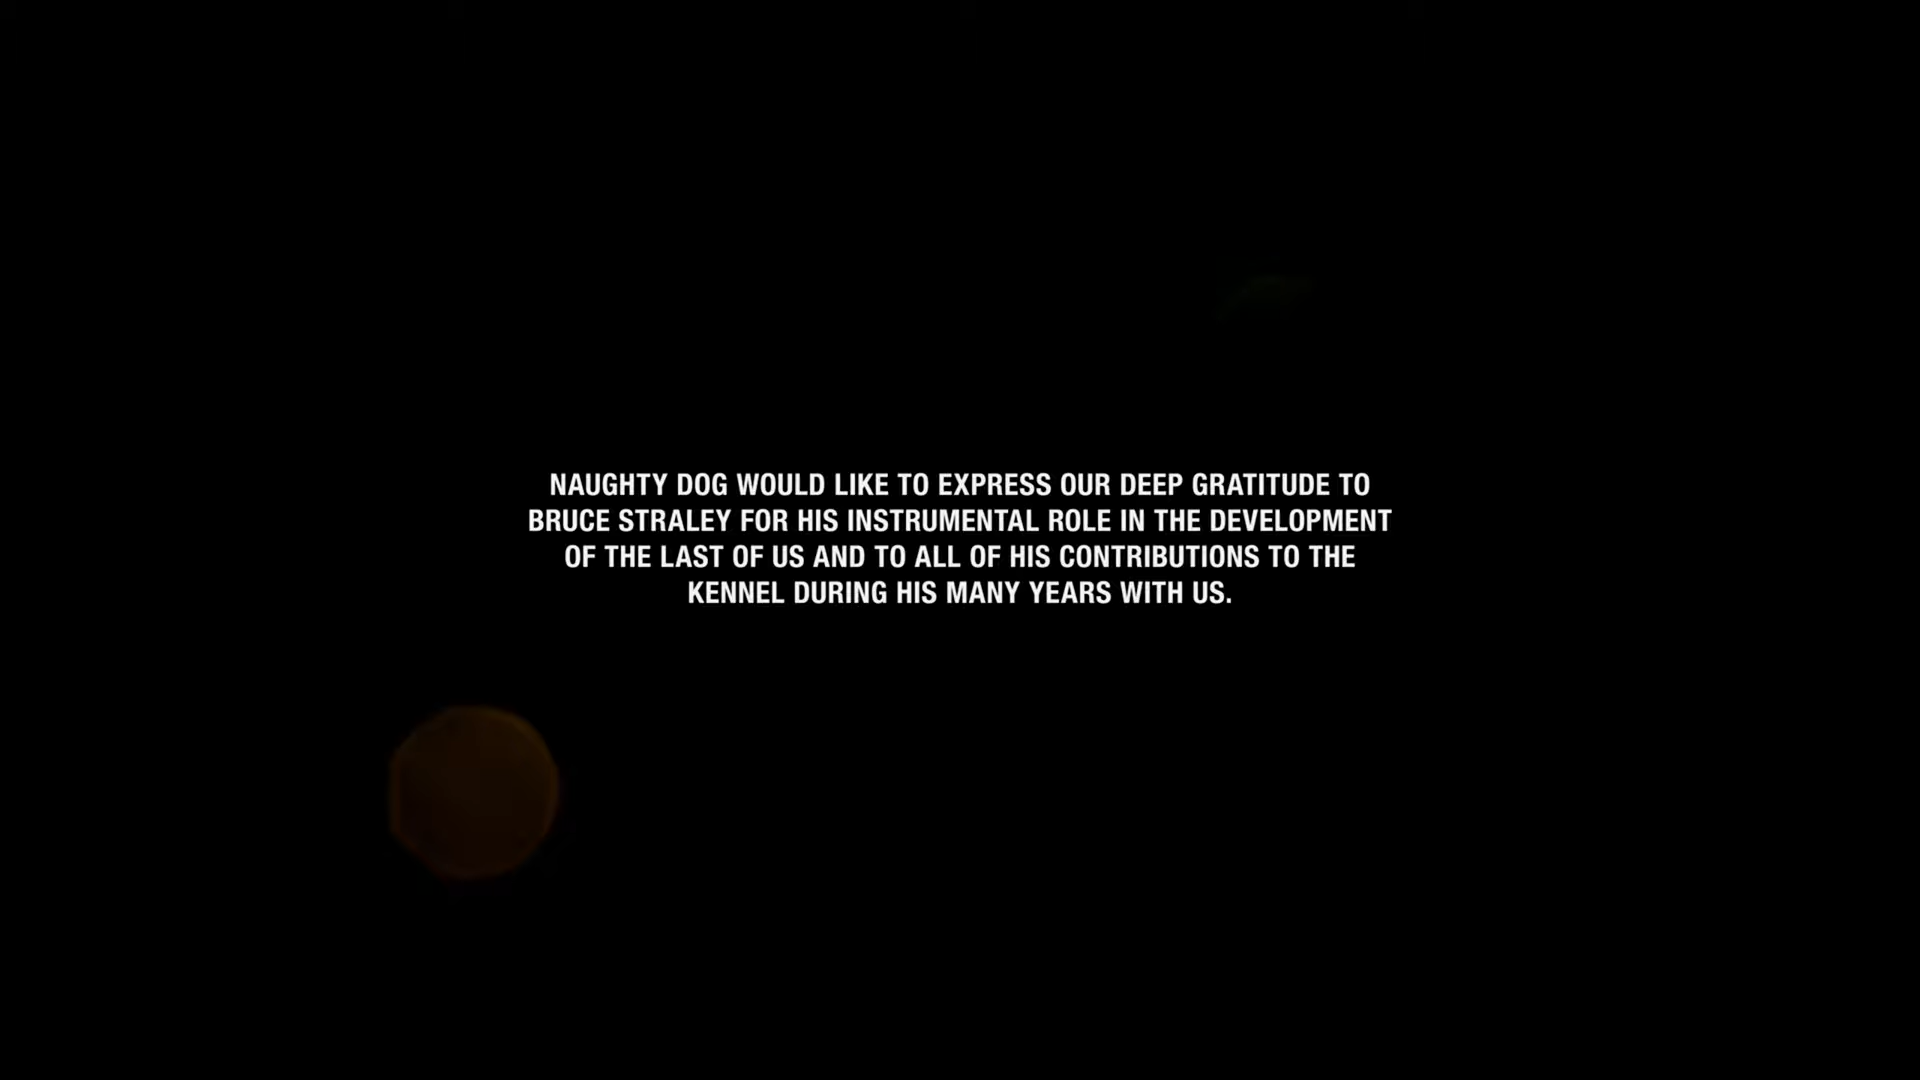 NAUGHTY DOG WOULD LIKE TO EXPRESS OUR DEEP GRATITUDE TO
BRUCE STRALEY FOR HIS INSTRUMENTAL ROLE IN THE DEVELOPMENT
OF THE LAST OF US AND TO ALL OF HIS CONTRIBUTIONS TO THE
KENNEL DURING HIS MANY YEARS WITH US.